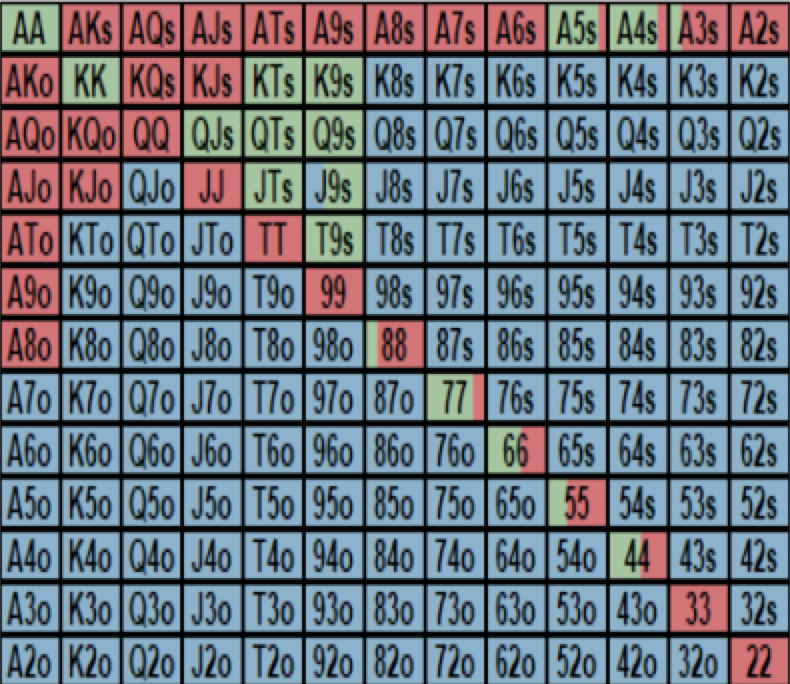 AA AKs AQs AJs ATs A9s A8s A7s A6s A5s A4s A3s A2s
AKo KK KQs KJs KTs K9s K8s K7s K6s K5s K4s K3s K2s
AQo KQo QQ QJs QTs Q9s Q8s Q7s Q6s Q5s Q4s Q3s Q2s
AJo KJo QJo JJ JTs J9s J8s J7s J6s J5s J4s J3s J2s
ATo KTo QTo JTo TT T9s T8s T7s T6s T5s T4s T3s T2s
A9o K9o Q9o J9o T9o 99 98s 97s 96s 95s 94s 93s 92s
A8o K8o Q8o J8o T8o 98o 88 87s 86s 85s 84s 83s 82s
A7o K7o Q7o J7o T7o 97o 87o 77 76s 75s 74s 73s 72s
A6o K6o Q6o J6o T6o 96o 86o 76o 66 65s 64s 63s 62s
A5o K5o Q5o J5o T5o 95o 85o 75o 65o 55 54s 53s 52s
A4o K4o Q4o J4o T4o 94o 84o 74o 64o 54o 44 43s 42s
A3o K3o Q3o J3o T3o 93o 83o 73o 63o 53o 43o 33 32s
A2o K2o Q2o J2o T2o 92o 82o 72o 62o 52o 42o 32o 22